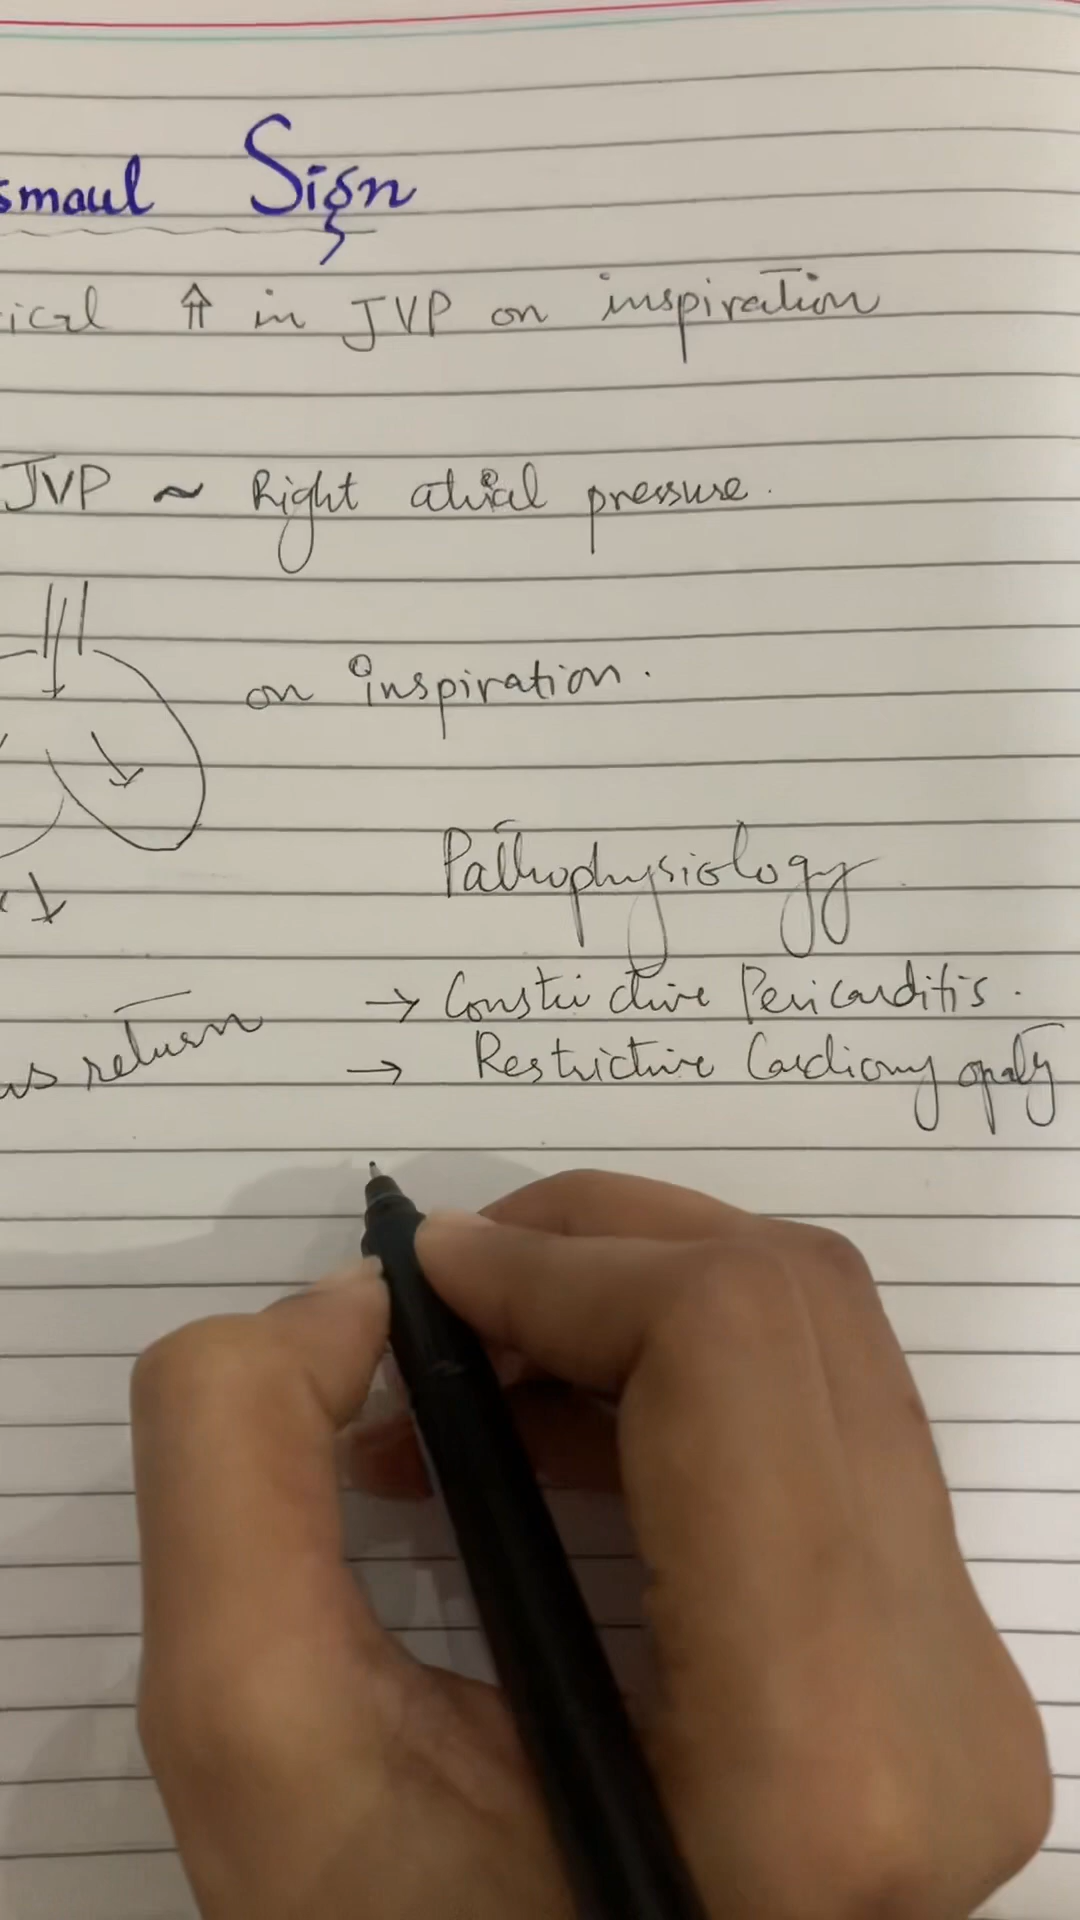 smaul Sign
ical ⇑ in JVP on inspiration
JVP ~ Right atrial pressure.
on inspiration.
Pathophysiology
us return
→ Constrictive Pericarditis.
→ Restrictive Cardiomyopaty